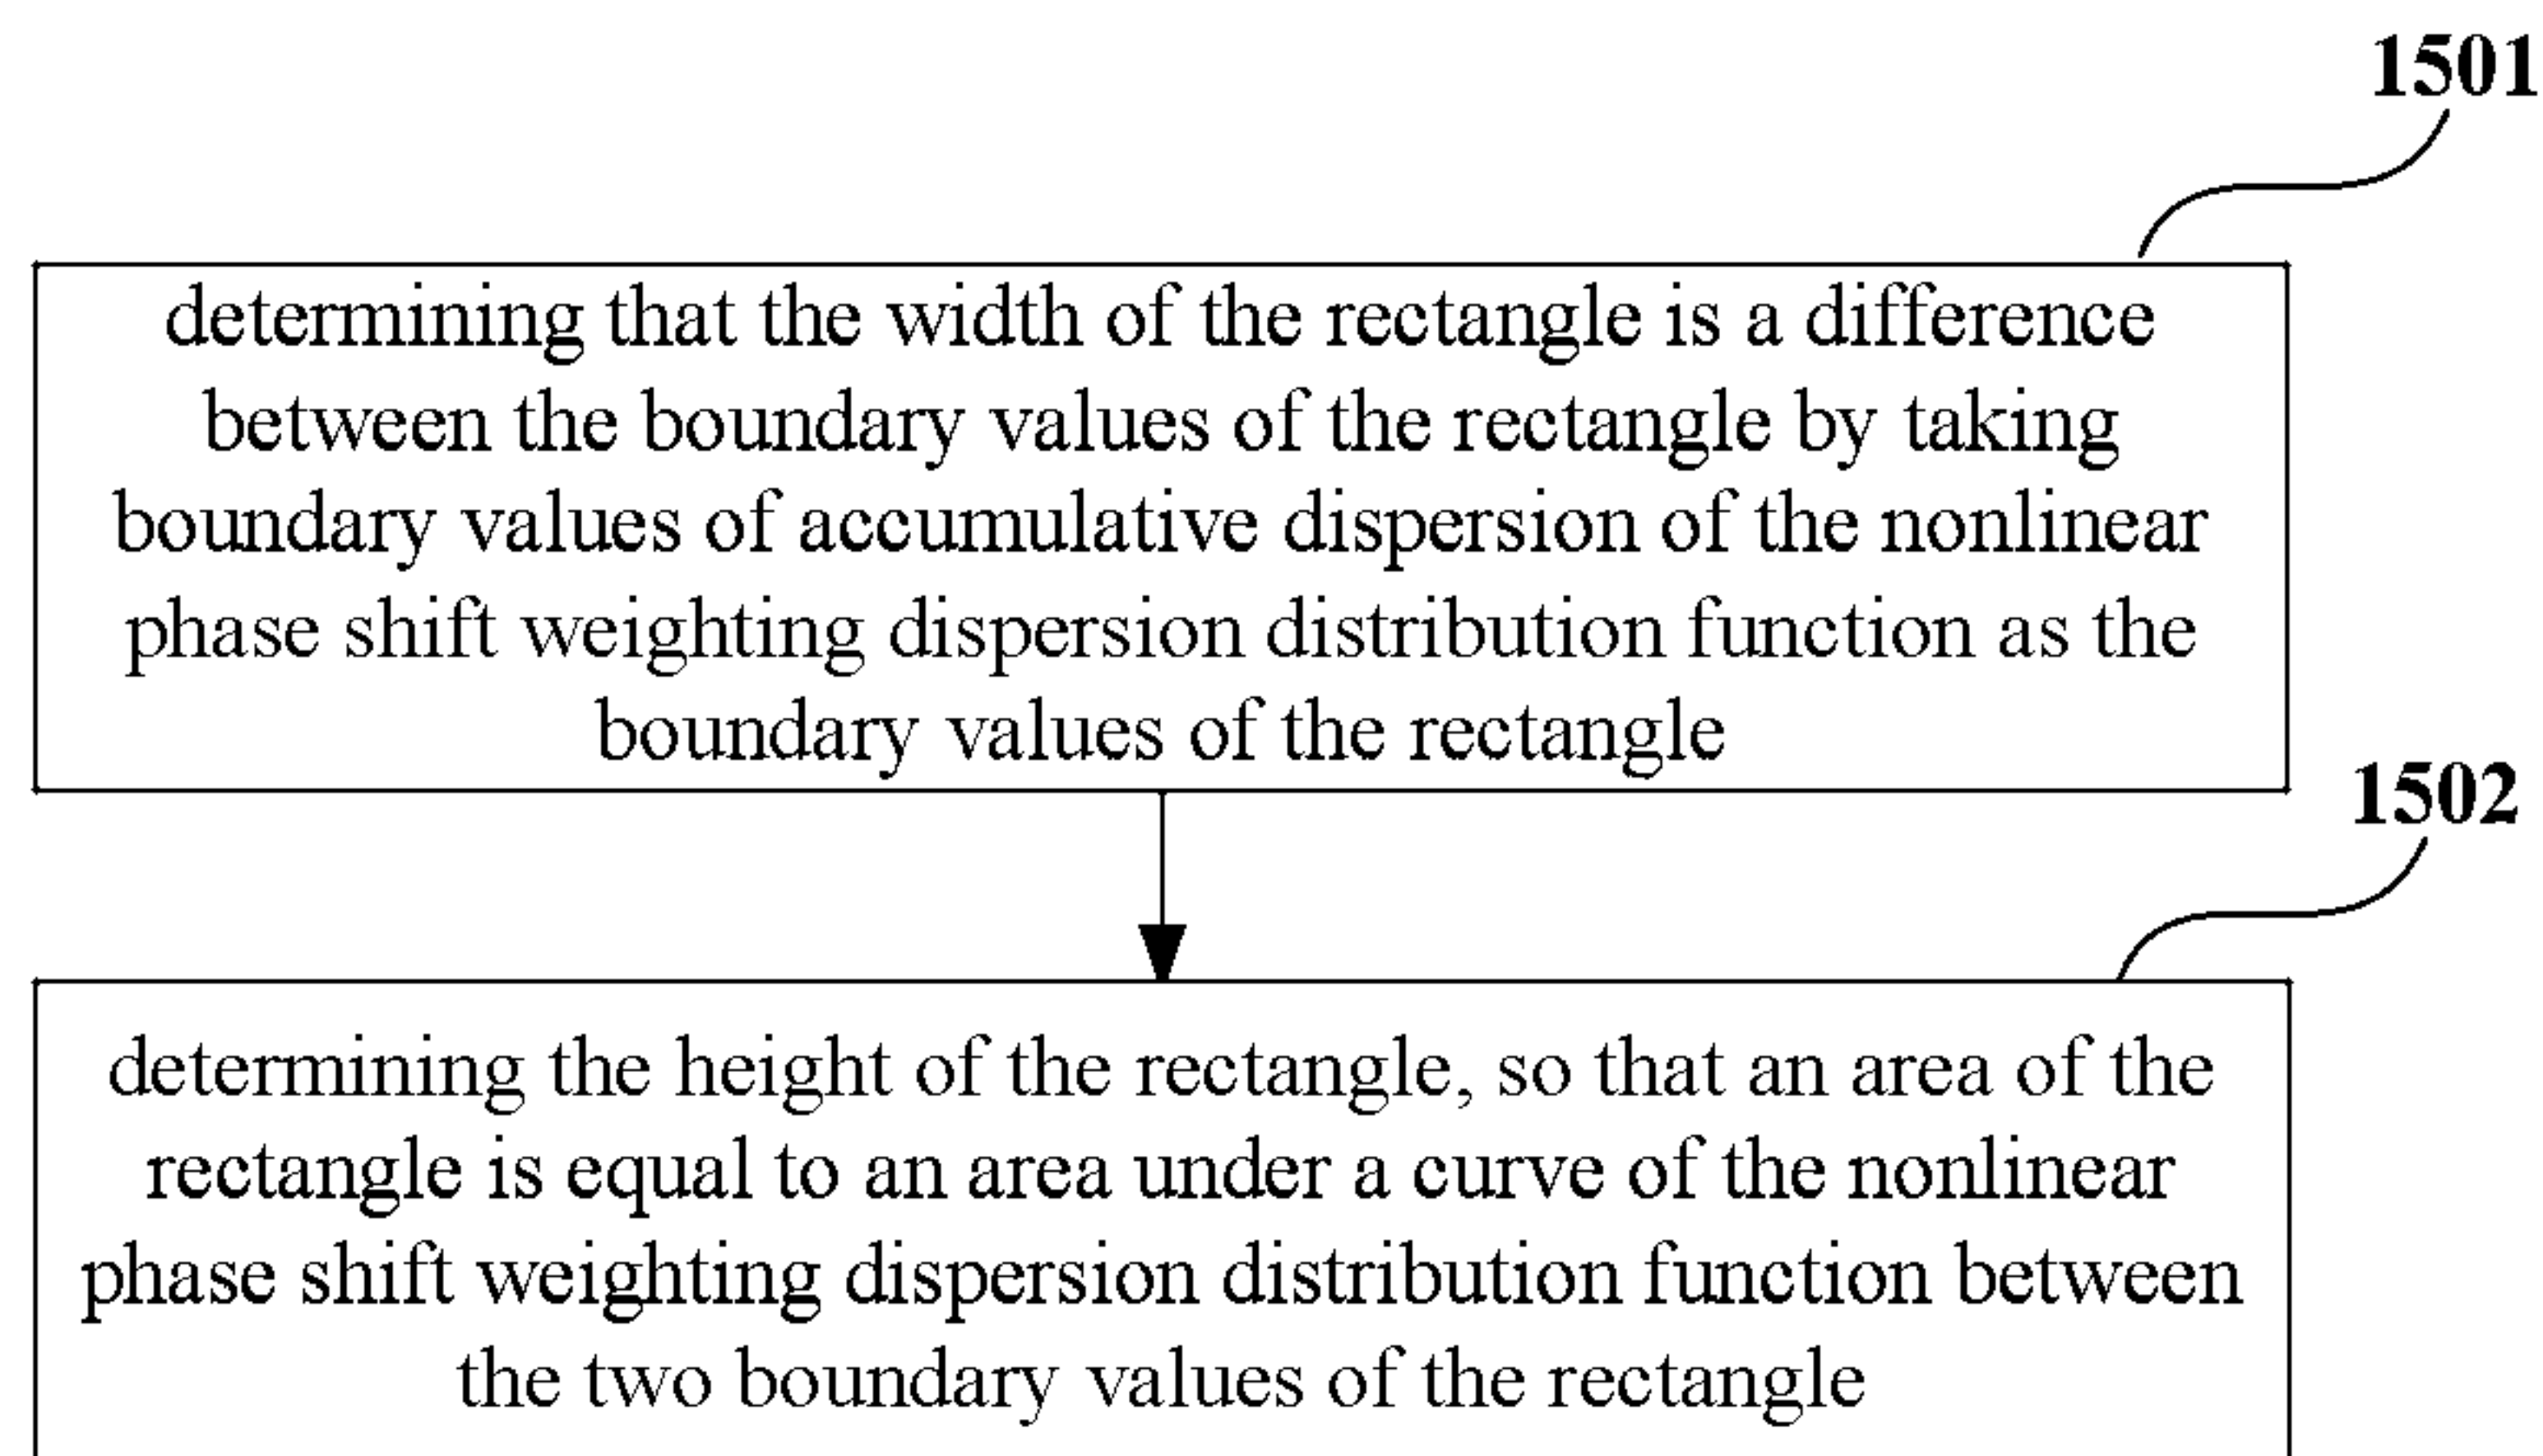 1501
determining that the width of the rectangle is a difference
between the boundary values of the rectangle by taking
boundary values of accumulative dispersion of the nonlinear
phase shift weighting dispersion distribution function as the
boundary values of the rectangle
1502
determining the height of the rectangle, so that an area of the
rectangle is equal to an area under a curve of the nonlinear
phase shift weighting dispersion distribution function between
the two boundary values of the rectangle